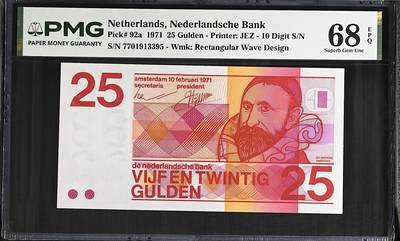 PMG
PAPER MONEY GUARANTY
Netherlands, Nederlandsche Bank
Pick# 92a 1971 25 Gulden - Printer: JEZ - 10 Digit S/N
S/N 7701913395 - Wmk: Rectangular Wave Design
68 EPQ
Superb Gem Unc
25
amsterdam 10 februari 1971
secretaris president
de nederlandsche bank
VIJF EN TWINTIG
GULDEN
25